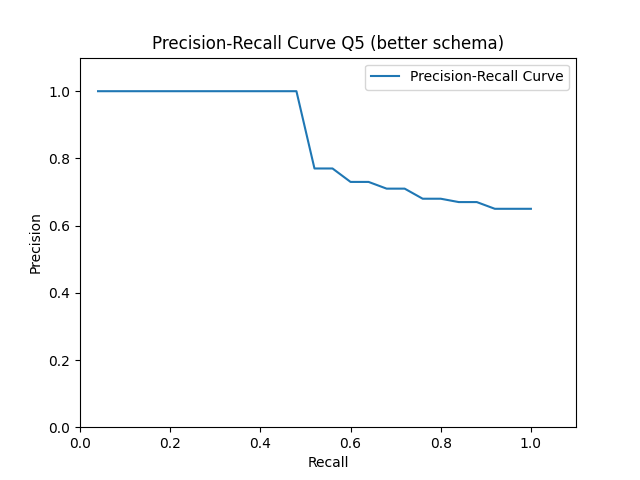 Precision-Recall Curve Q5 (better schema)
Precision-Recall Curve
1.0
0.8
0.6
0.4
0.2
0.0
Precision
0.0 0.2 0.4 0.6 0.8 1.0
Recall